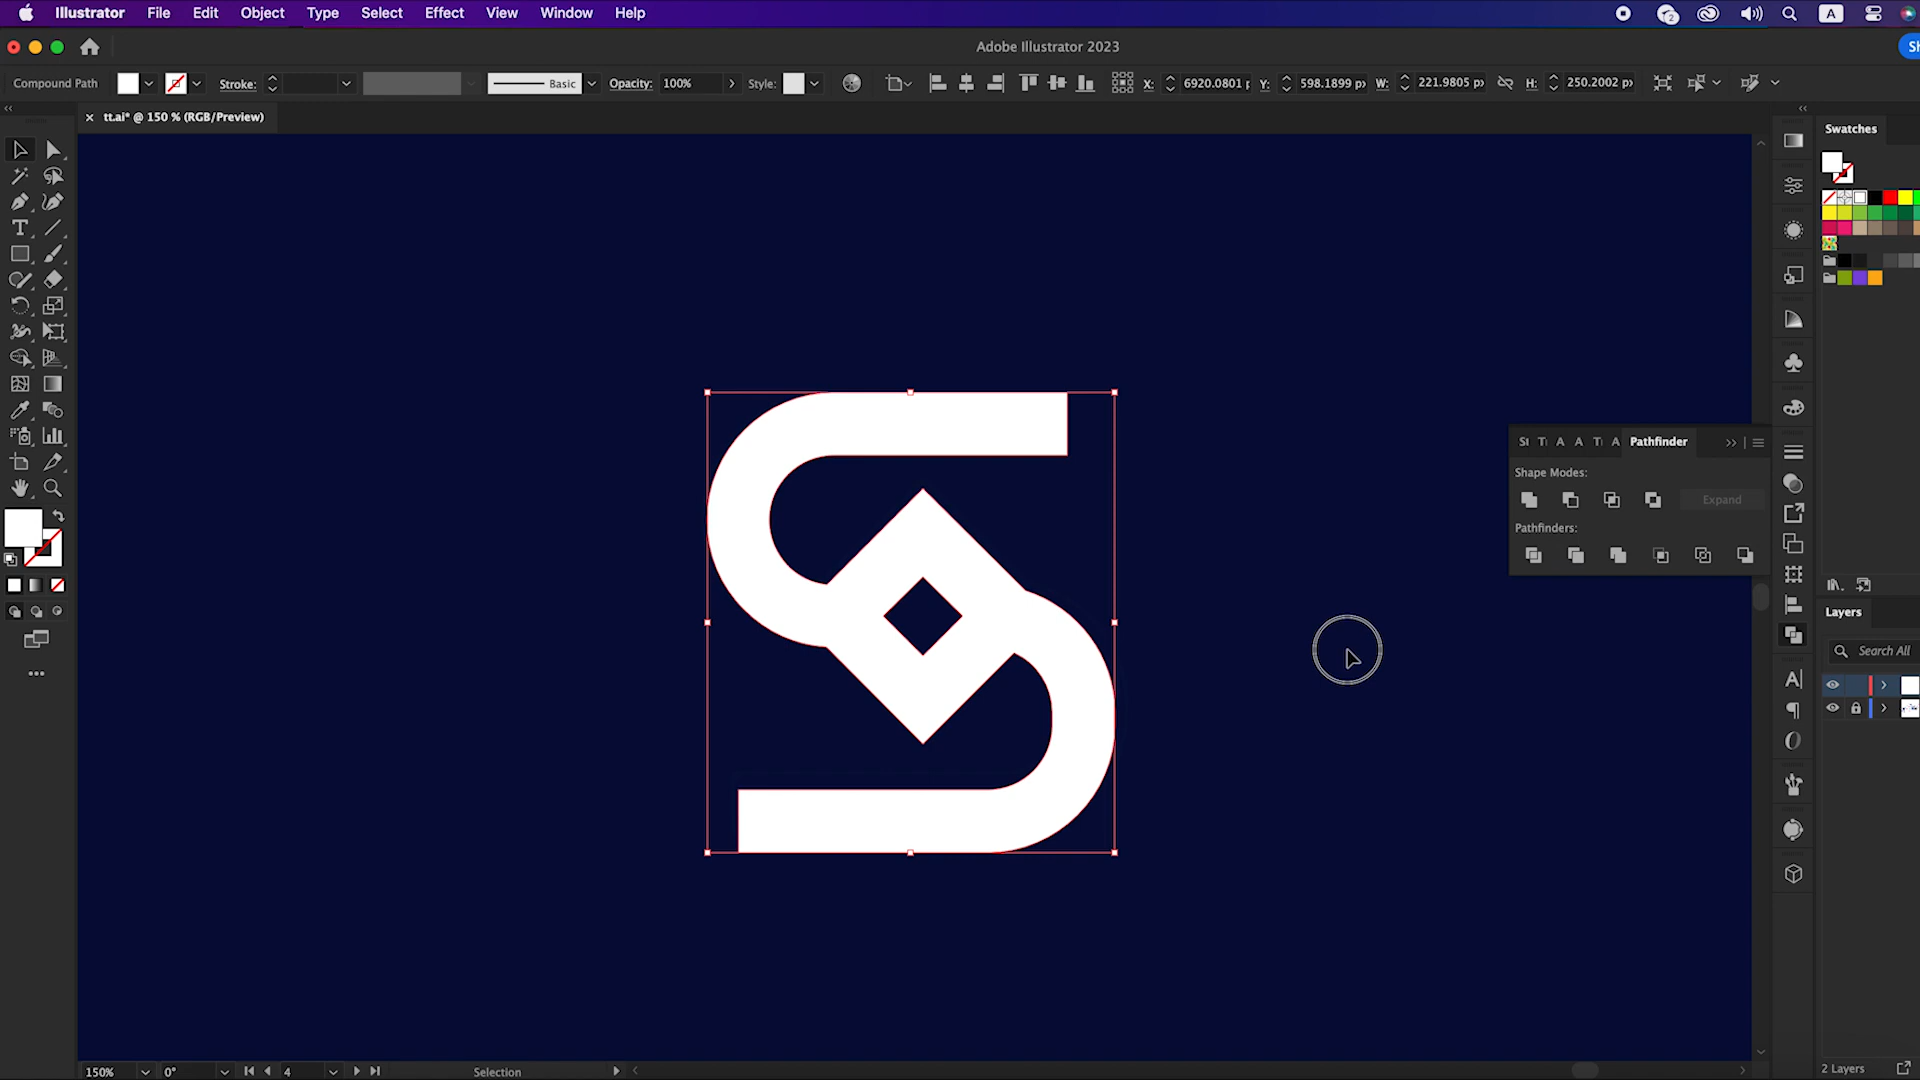 Illustrator File Edit Object Type Select Effect View Window Help 2 A
Adobe Illustrator 2023
Compound Path Stroke: Basic Opacity: 100% Style: X: 6920.0801 Y: 598.1899 px W: 221.9805 px H: 250.2002 px
tt.ai* @ 150 % (RGB/Preview)
Swatches
Pathfinder
Shape Modes:
Expand
Pathfinders:
Layers
Search All
150% 0° 4 Selection
2 Layers